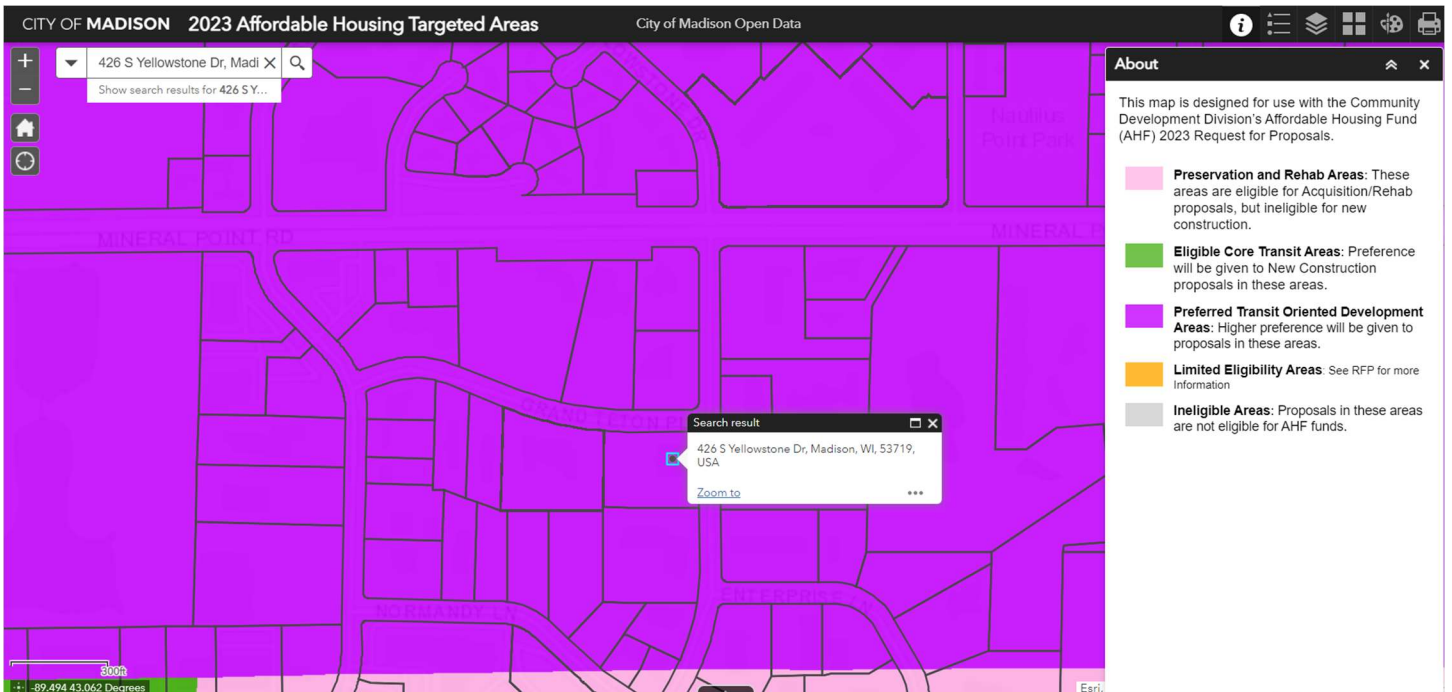 CITY OF MADISON 2023 Affordable Housing Targeted Areas City of Madison Open Data
426 S Yellowstone Dr, Madi
Show search results for 426 S Y...
About
This map is designed for use with the Community
Development Division's Affordable Housing Fund
(AHF) 2023 Request for Proposals.
Preservation and Rehab Areas: These
areas are eligible for Acquisition/Rehab
proposals, but ineligible for new
construction.
Eligible Core Transit Areas: Preference
will be given to New Construction
proposals in these areas.
Preferred Transit Oriented Development
Areas: Higher preference will be given to
proposals in these areas.
Limited Eligibility Areas: See RFP for more
Information
Ineligible Areas: Proposals in these areas
are not eligible for AHF funds.
Nautilus
Point Park
MINERAL POINT RD
MINERAL P
GRAND TETON PL
Search result
426 S Yellowstone Dr, Madison, WI, 53719,
USA
Zoom to
ENTERPRISE LN
NORMANDY LN
300ft
-89.494 43.062 Degrees
Esri,